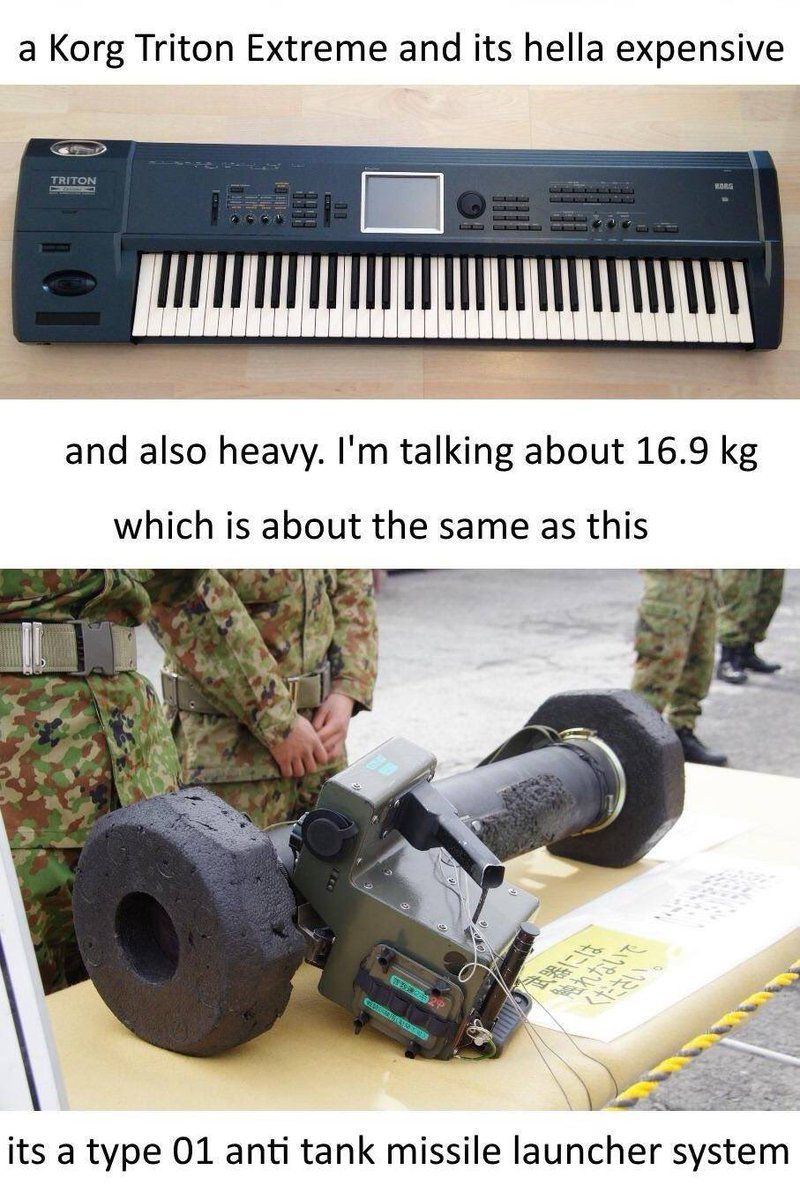 a Korg Triton Extreme and its hella expensive
TRITON
KORG
and also heavy. I'm talking about 16.9 kg
which is about the same as this
武器には
触れないで
ください。
its a type 01 anti tank missile launcher system